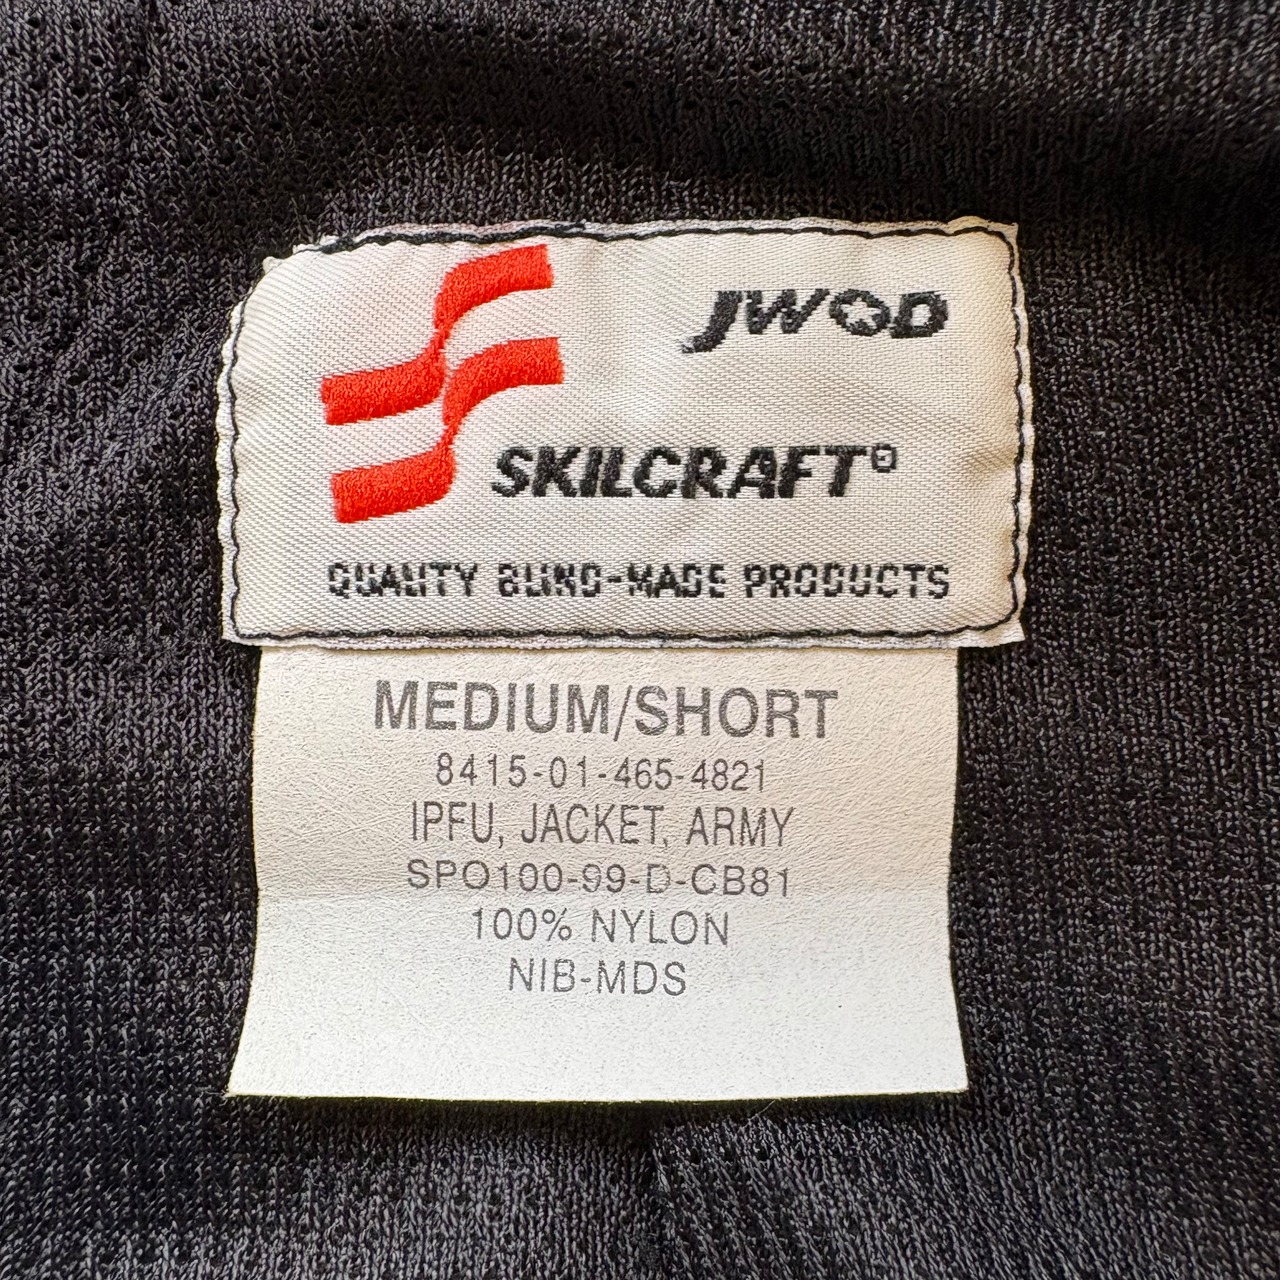 JWOD
SKILCRAFT®
QUALITY BLIND-MADE PRODUCTS
MEDIUM/SHORT
8415-01-465-4821
IPFU, JACKET, ARMY
SPO100-99-D-CB81
100% NYLON
NIB-MDS